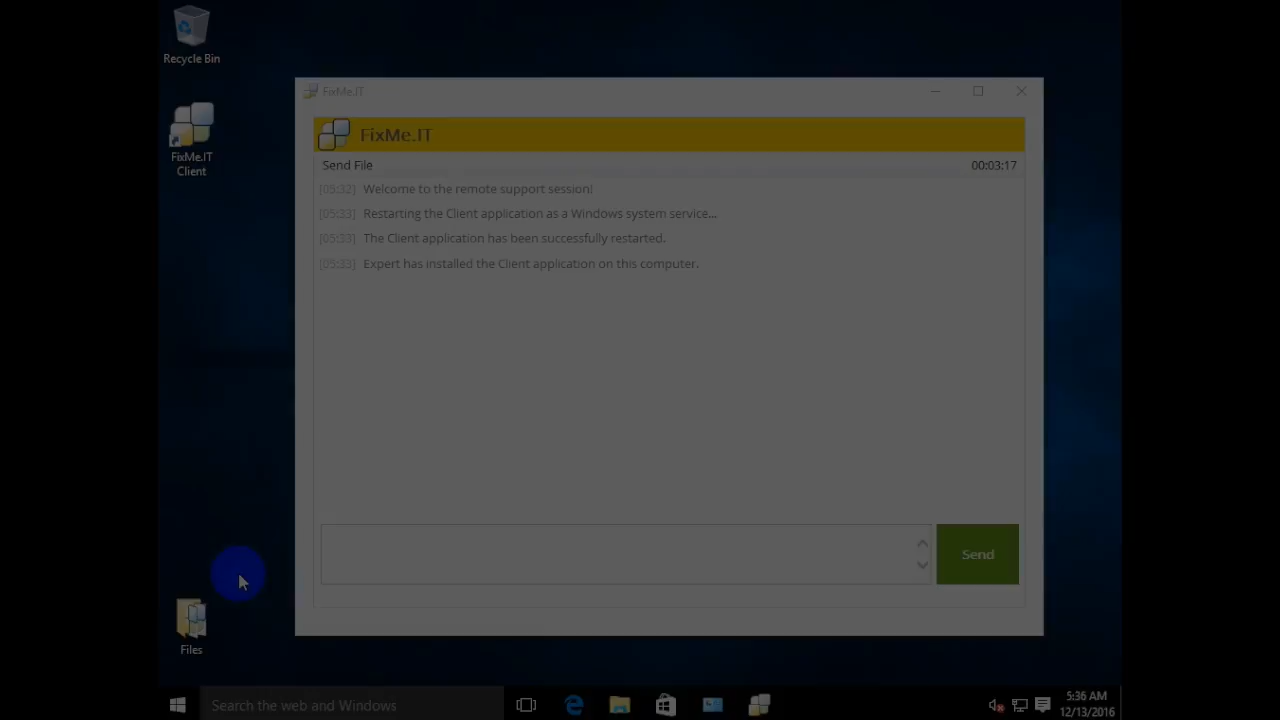 Recycle Bin
FixMe.IT
Client
FixMe.IT
FixMe.IT
Send File
00:03:17
[05:32] Welcome to the remote support session!
[05:33] Restarting the Client application as a Windows system service...
[05:33] The Client application has been successfully restarted.
[05:33] Expert has installed the Client application on this computer.
Send
Files
Search the web and Windows
5:36 AM
12/13/2016